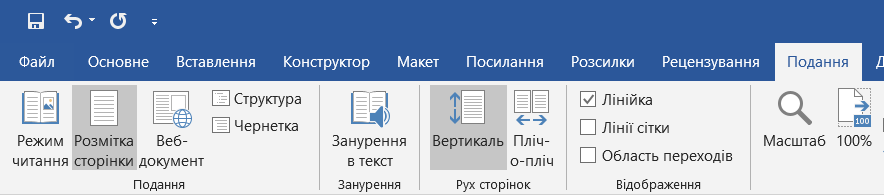 Файл Основне Вставлення Конструктор Макет Посилання Розсилки Рецензування Подання
Режим читання
Розмітка сторінки
Веб-документ
Структура
Чернетка
Занурення в текст
Вертикаль
Пліч-о-пліч
Лінійка
Лінії сітки
Область переходів
Масштаб
100
100%
Подання Занурення Рух сторінок Відображення